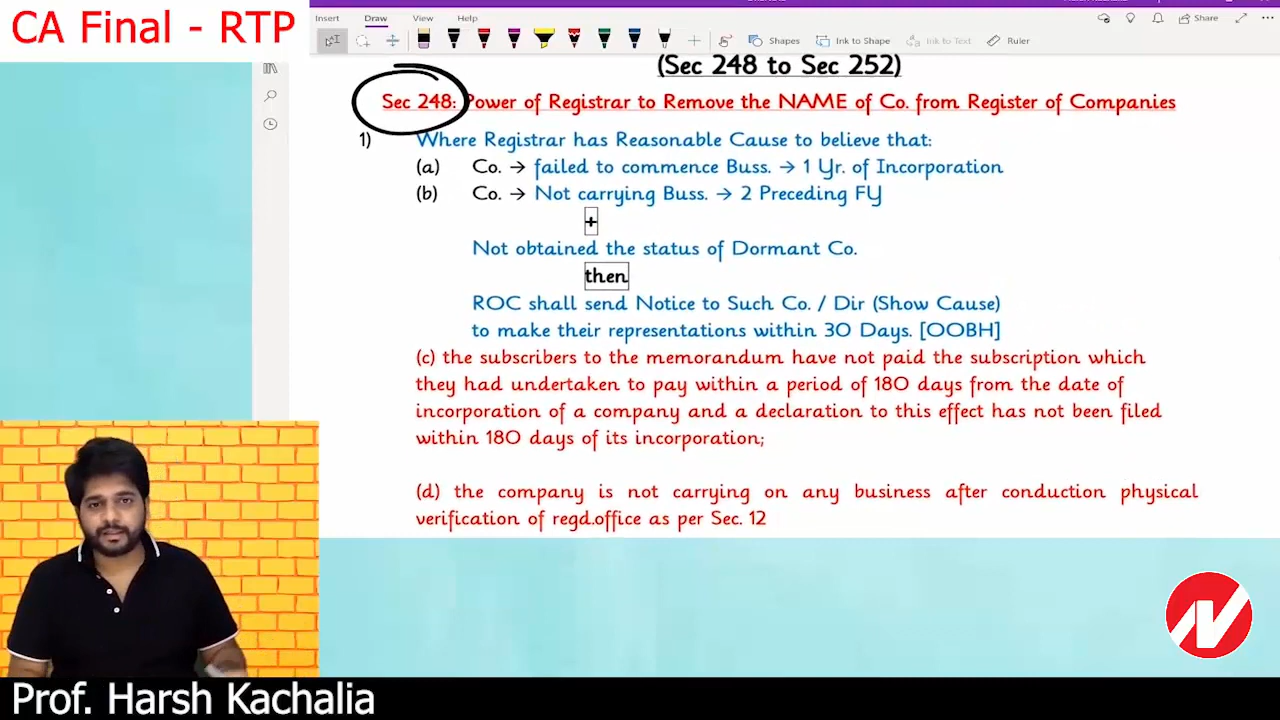 CA Final - RTP
Insert Draw View Help
Shapes Ink to Shape Ink to Text Ruler Share
(Sec 248 to Sec 252)
Sec 248: Power of Registrar to Remove the NAME of Co. from Register of Companies
1) Where Registrar has Reasonable Cause to believe that:
(a) Co. → failed to commence Buss. → 1 Yr. of Incorporation
(b) Co. → Not carrying Buss. → 2 Preceding FY
+
Not obtained the status of Dormant Co.
then
ROC shall send Notice to Such Co. / Dir (Show Cause)
to make their representations within 30 Days. [OOBH]
(c) the subscribers to the memorandum have not paid the subscription which
they had undertaken to pay within a period of 180 days from the date of
incorporation of a company and a declaration to this effect has not been filed
within 180 days of its incorporation;
(d) the company is not carrying on any business after conduction physical
verification of regd.office as per Sec. 12
Prof. Harsh Kachalia